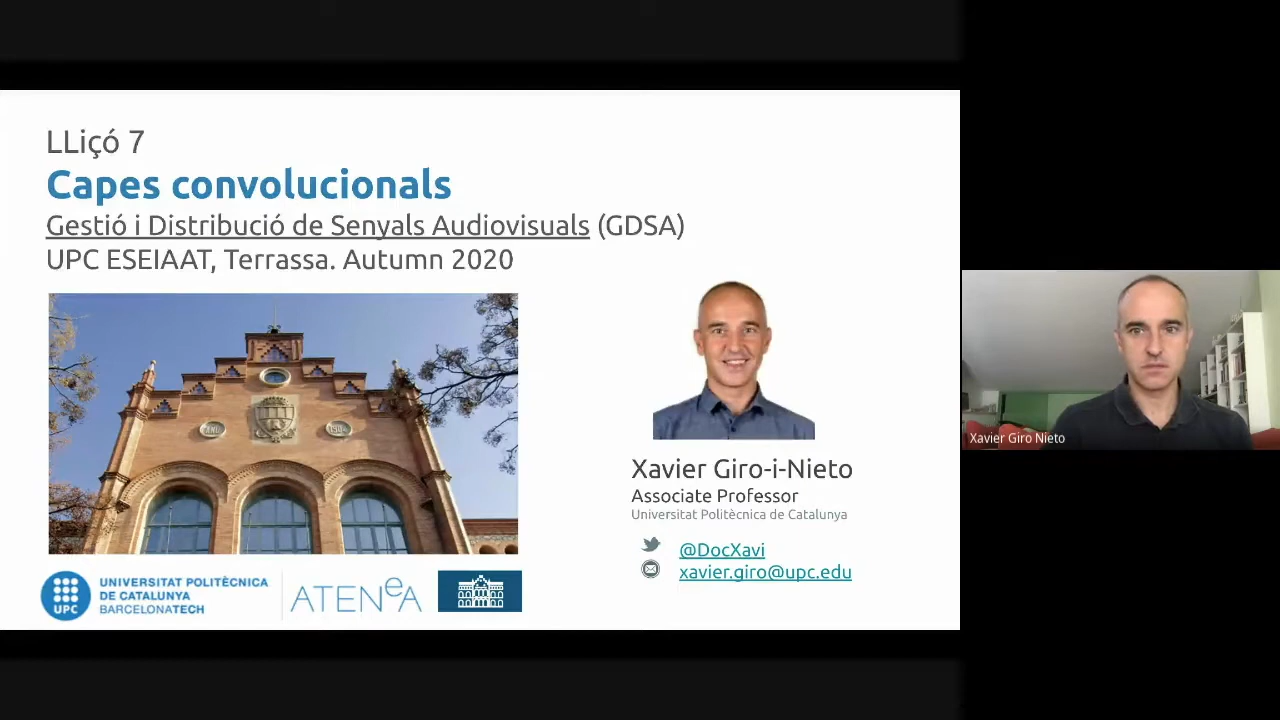 LLiçó 7
Capes convolucionals
Gestió i Distribució de Senyals Audiovisuals (GDSA)
UPC ESEIAAT, Terrassa. Autumn 2020
ANY
1904
Xavier Giro-i-Nieto
Associate Professor
Universitat Politècnica de Catalunya
@DocXavi
xavier.giro@upc.edu
UPC
UNIVERSITAT POLITÈCNICA
DE CATALUNYA
BARCELONATECH
ATENeA
Xavier Giro Nieto